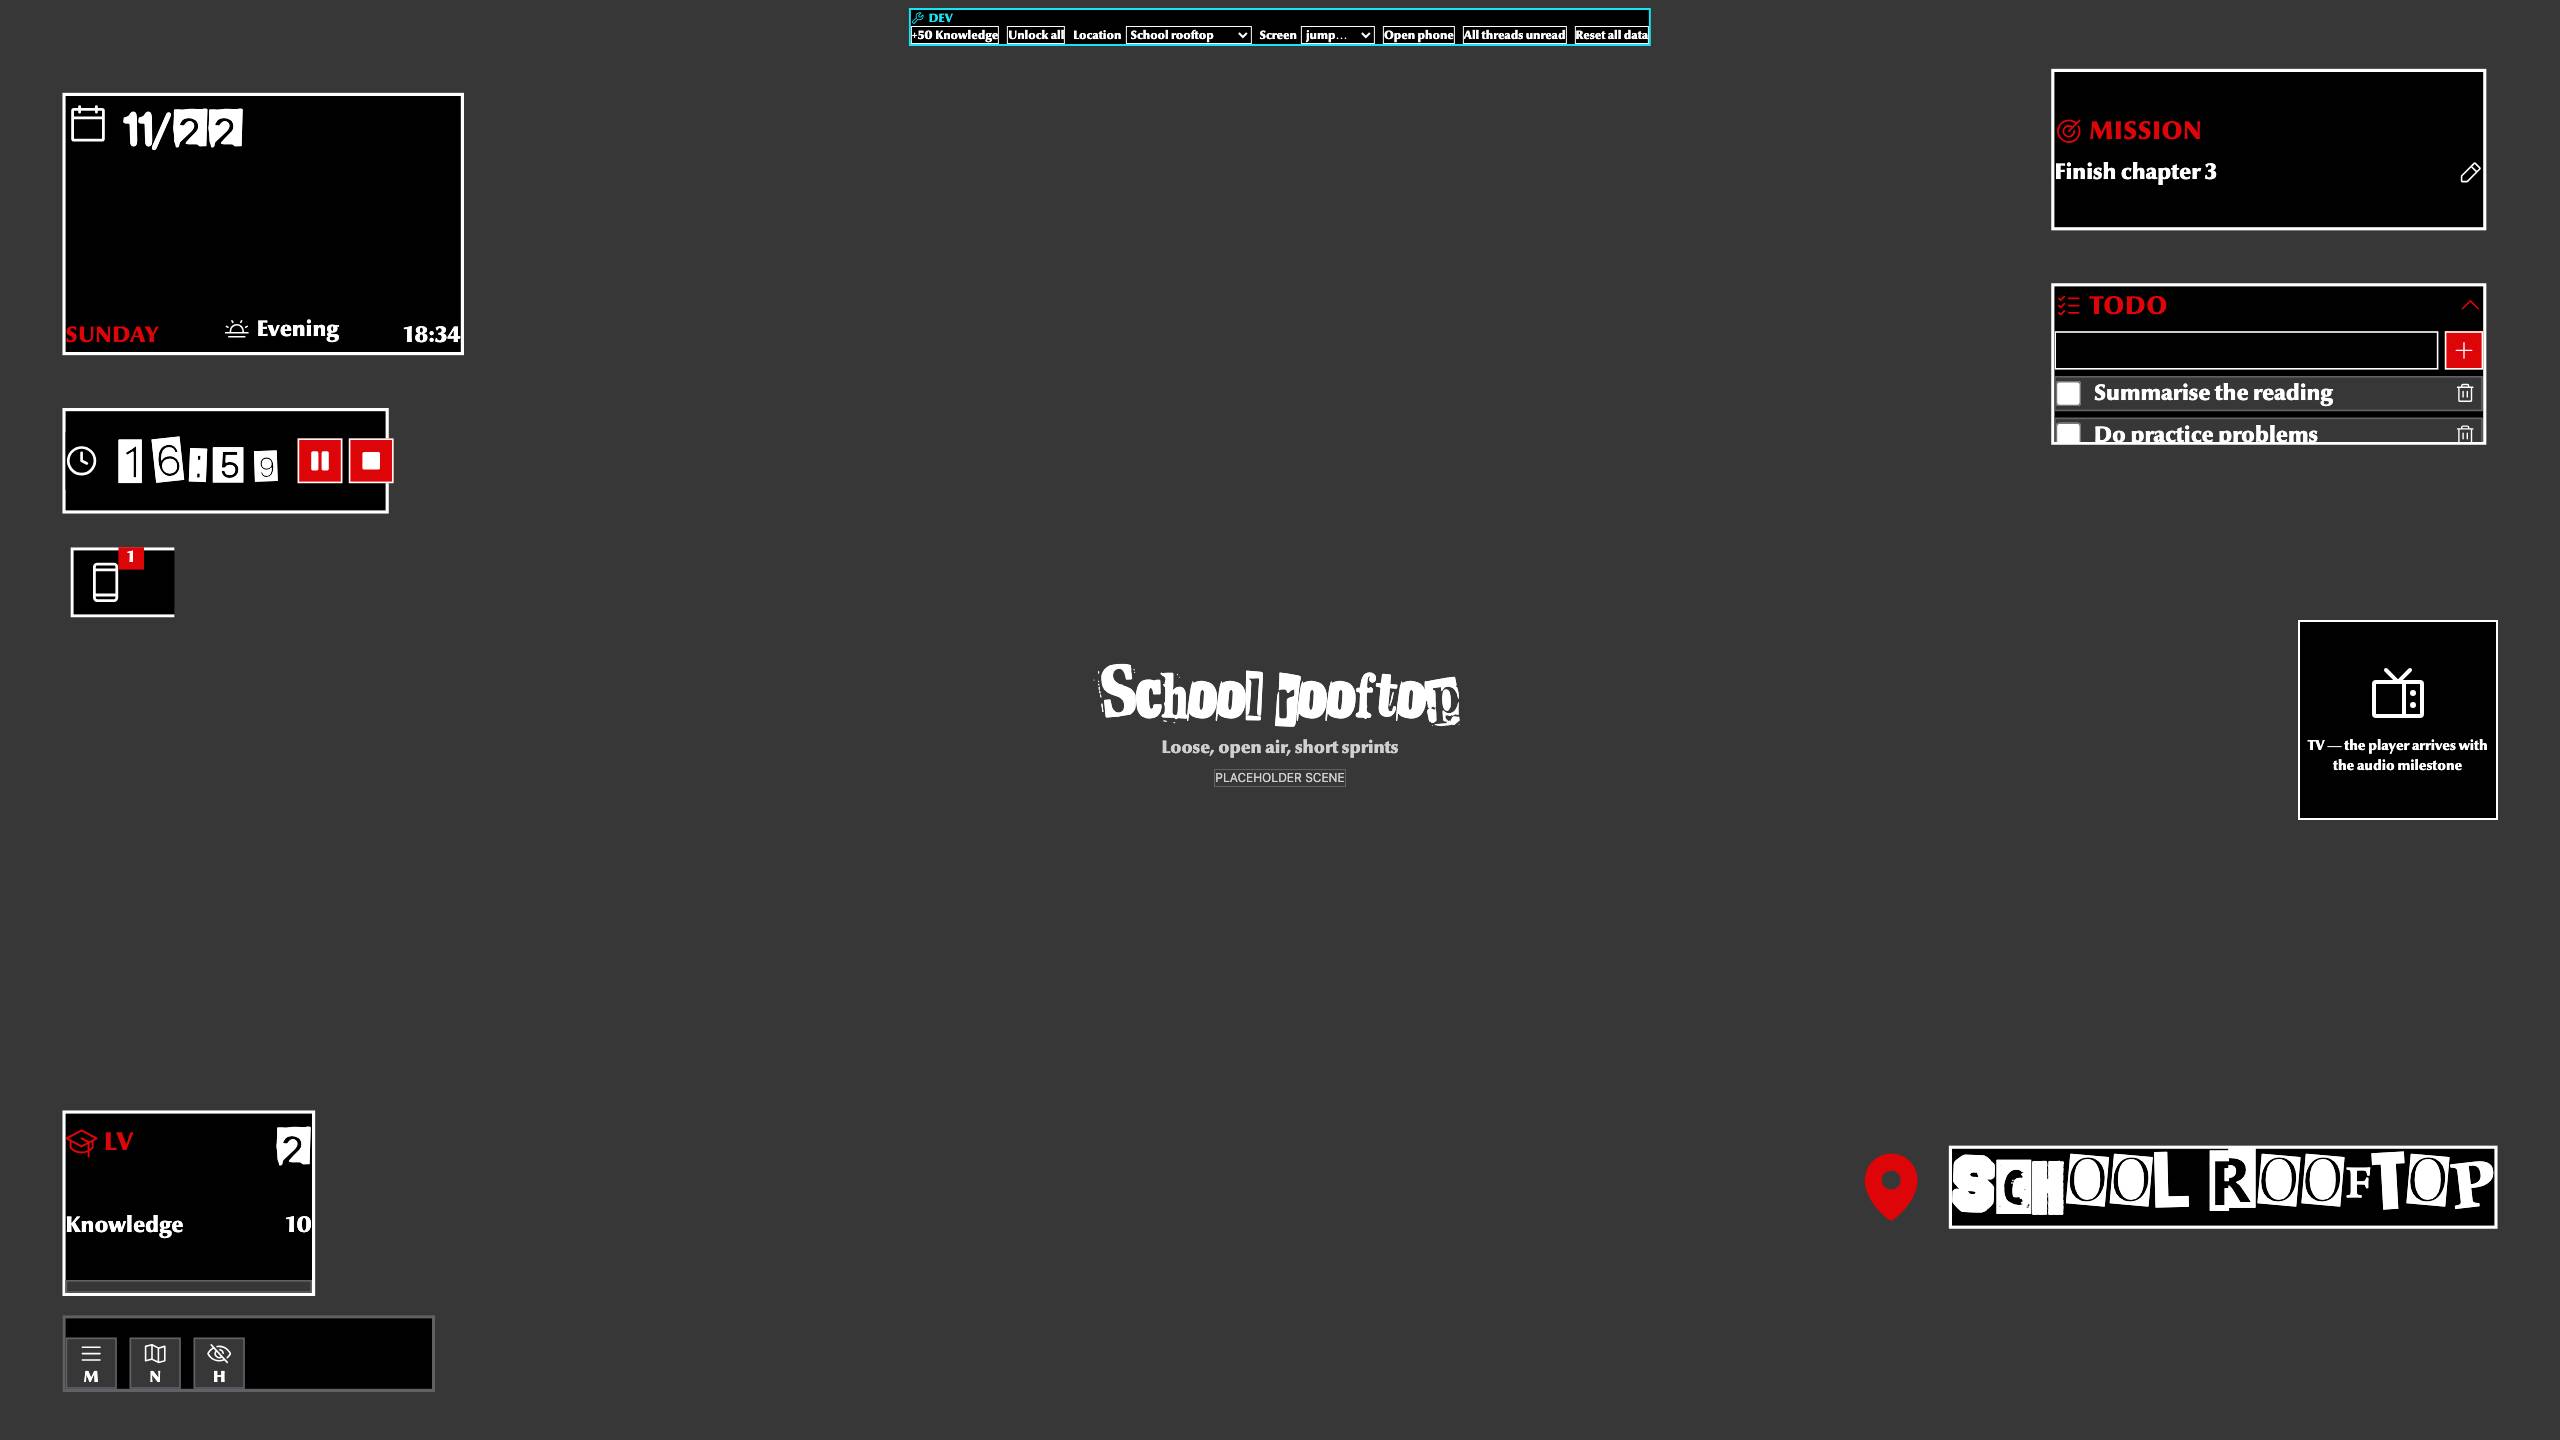 DEV
+50 Knowledge Unlock all Location School rooftop Screen jump... Open phone All threads unread Reset all data
11/22
SUNDAY Evening 18:34
MISSION
Finish chapter 3
TODO
Summarise the reading
Do practice problems
16:59
1
School rooftop
Loose, open air, short sprints
PLACEHOLDER SCENE
TV — the player arrives with
the audio milestone
LV 2
Knowledge 10
SCHOOL ROOFTOP
M N H